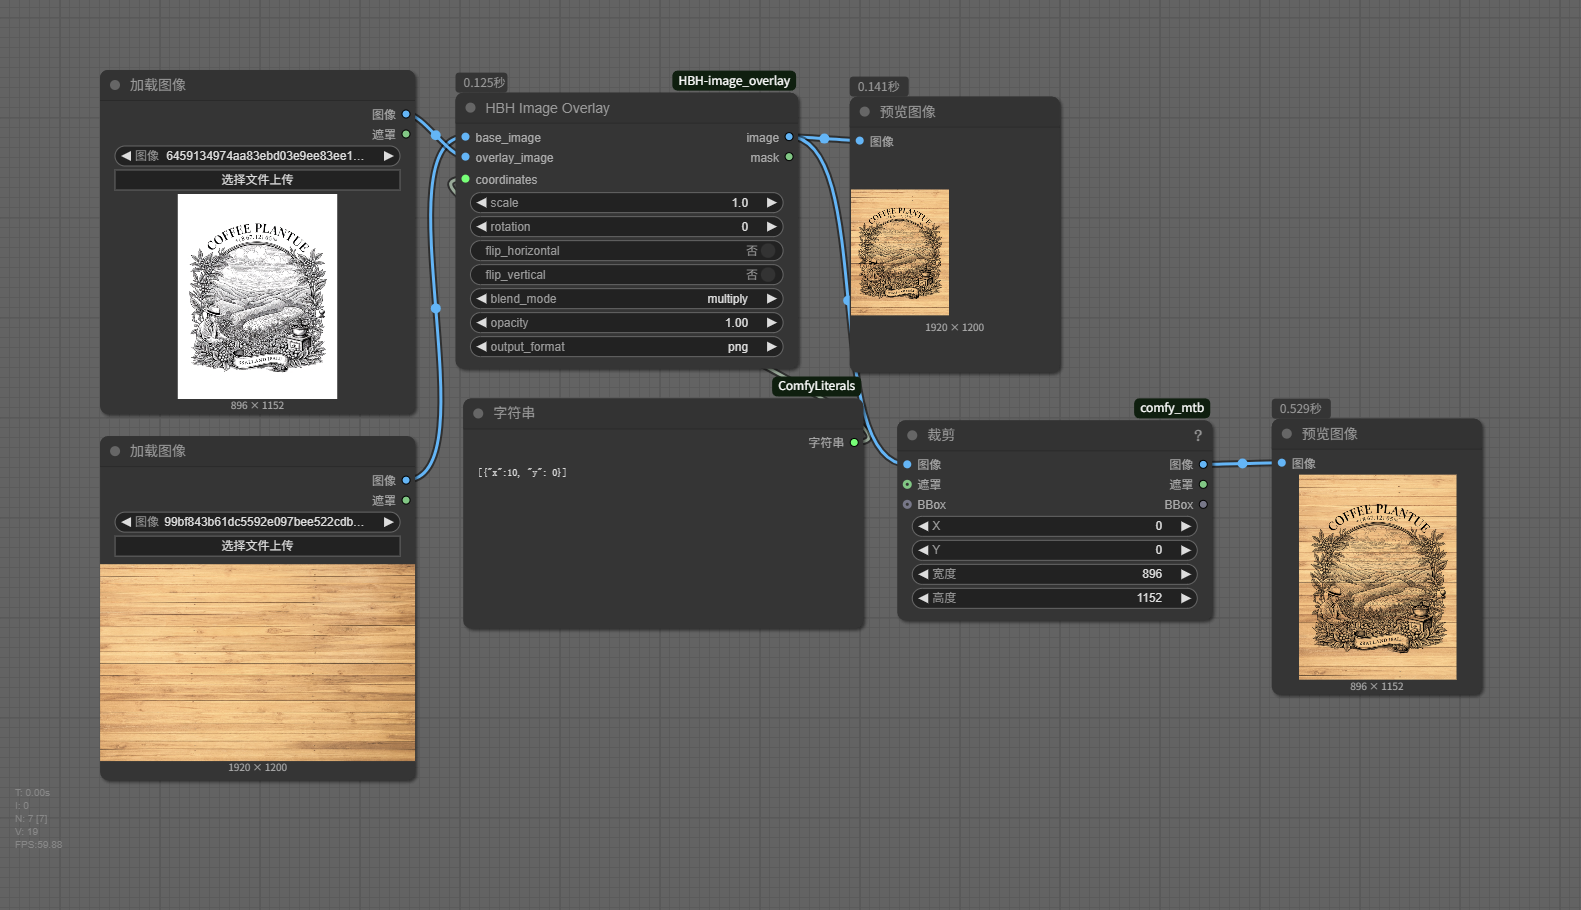 加载图像
图像
遮罩
图像 6459134974aa83ebd03e9ee83ee1...
选择文件上传
COFFEE PLANTUE
896 × 1152
加载图像
图像
遮罩
图像 99bf843b61dc5592e097bee522cdb...
选择文件上传
1920 × 1200
0.125秒
HBH-image_overlay
HBH Image Overlay
base_image
image
overlay_image
mask
coordinates
scale 1.0
rotation 0
flip_horizontal 否
flip_vertical 否
blend_mode multiply
opacity 1.00
output_format png
0.141秒
预览图像
图像
COFFEE PLANTUE
1920 × 1200
ComfyLiterals
字符串
字符串
[{"x":10, "y": 0}]
comfy_mtb
裁剪 ?
图像 图像
遮罩 遮罩
BBox BBox
X 0
Y 0
宽度 896
高度 1152
0.529秒
预览图像
图像
COFFEE PLANTUE
896 × 1152
T: 0.00s
I: 0
N: 7 [7]
V: 19
FPS:59.88